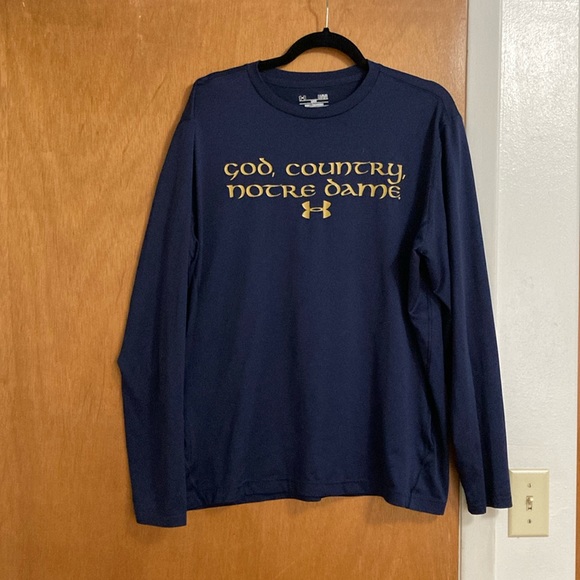 God, Country,
Notre Dame.